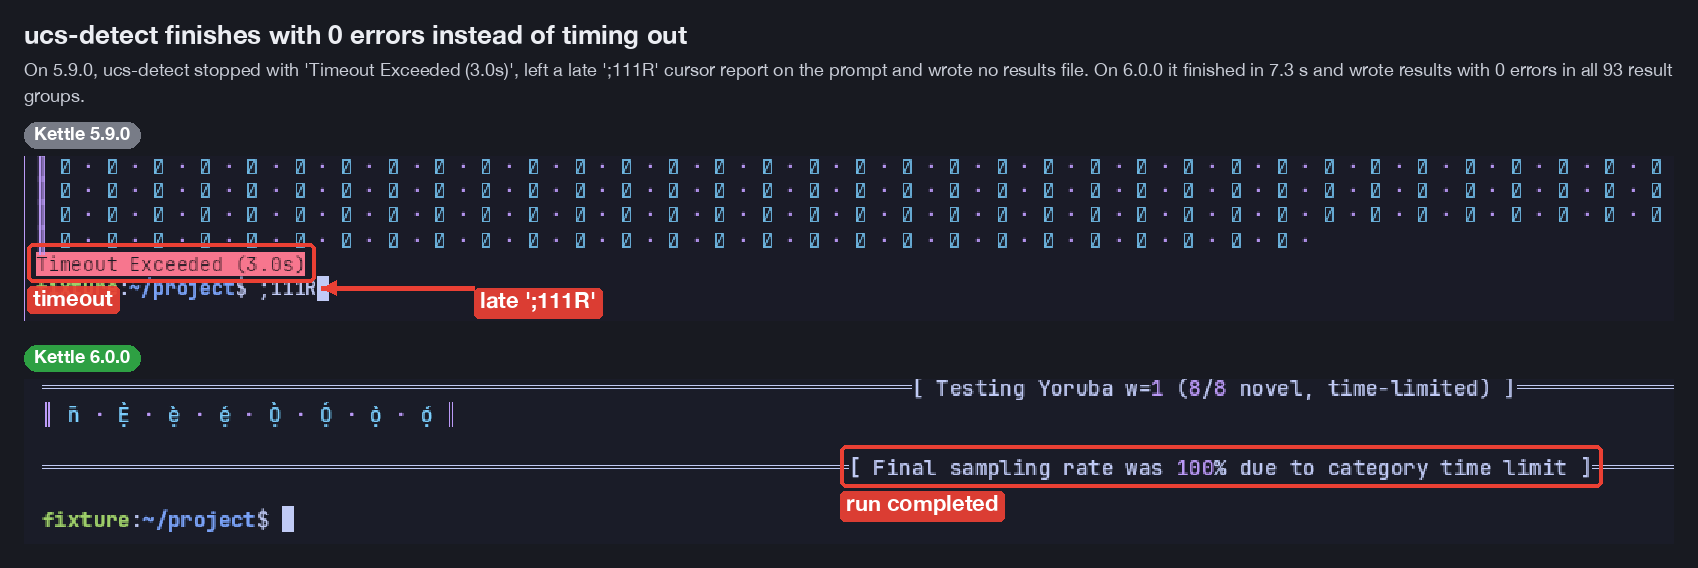 ucs-detect finishes with 0 errors instead of timing out
On 5.9.0, ucs-detect stopped with 'Timeout Exceeded (3.0s)', left a late ';111R' cursor report on the prompt and wrote no results file. On 6.0.0 it finished in 7.3 s and wrote results with 0 errors in all 93 result
groups.
Kettle 5.9.0
Timeout Exceeded (3.0s)
:~/project$ ;111R
timeout
late ';111R'
Kettle 6.0.0
[ Testing Yoruba w=1 (8/8 novel, time-limited) ]
║ n̄ · Ẹ̀ · ẹ̀ · ẹ́ · Ọ̀ · Ọ́ · ọ̀ · ọ́ ║
[ Final sampling rate was 100% due to category time limit ]
run completed
fixture:~/project$